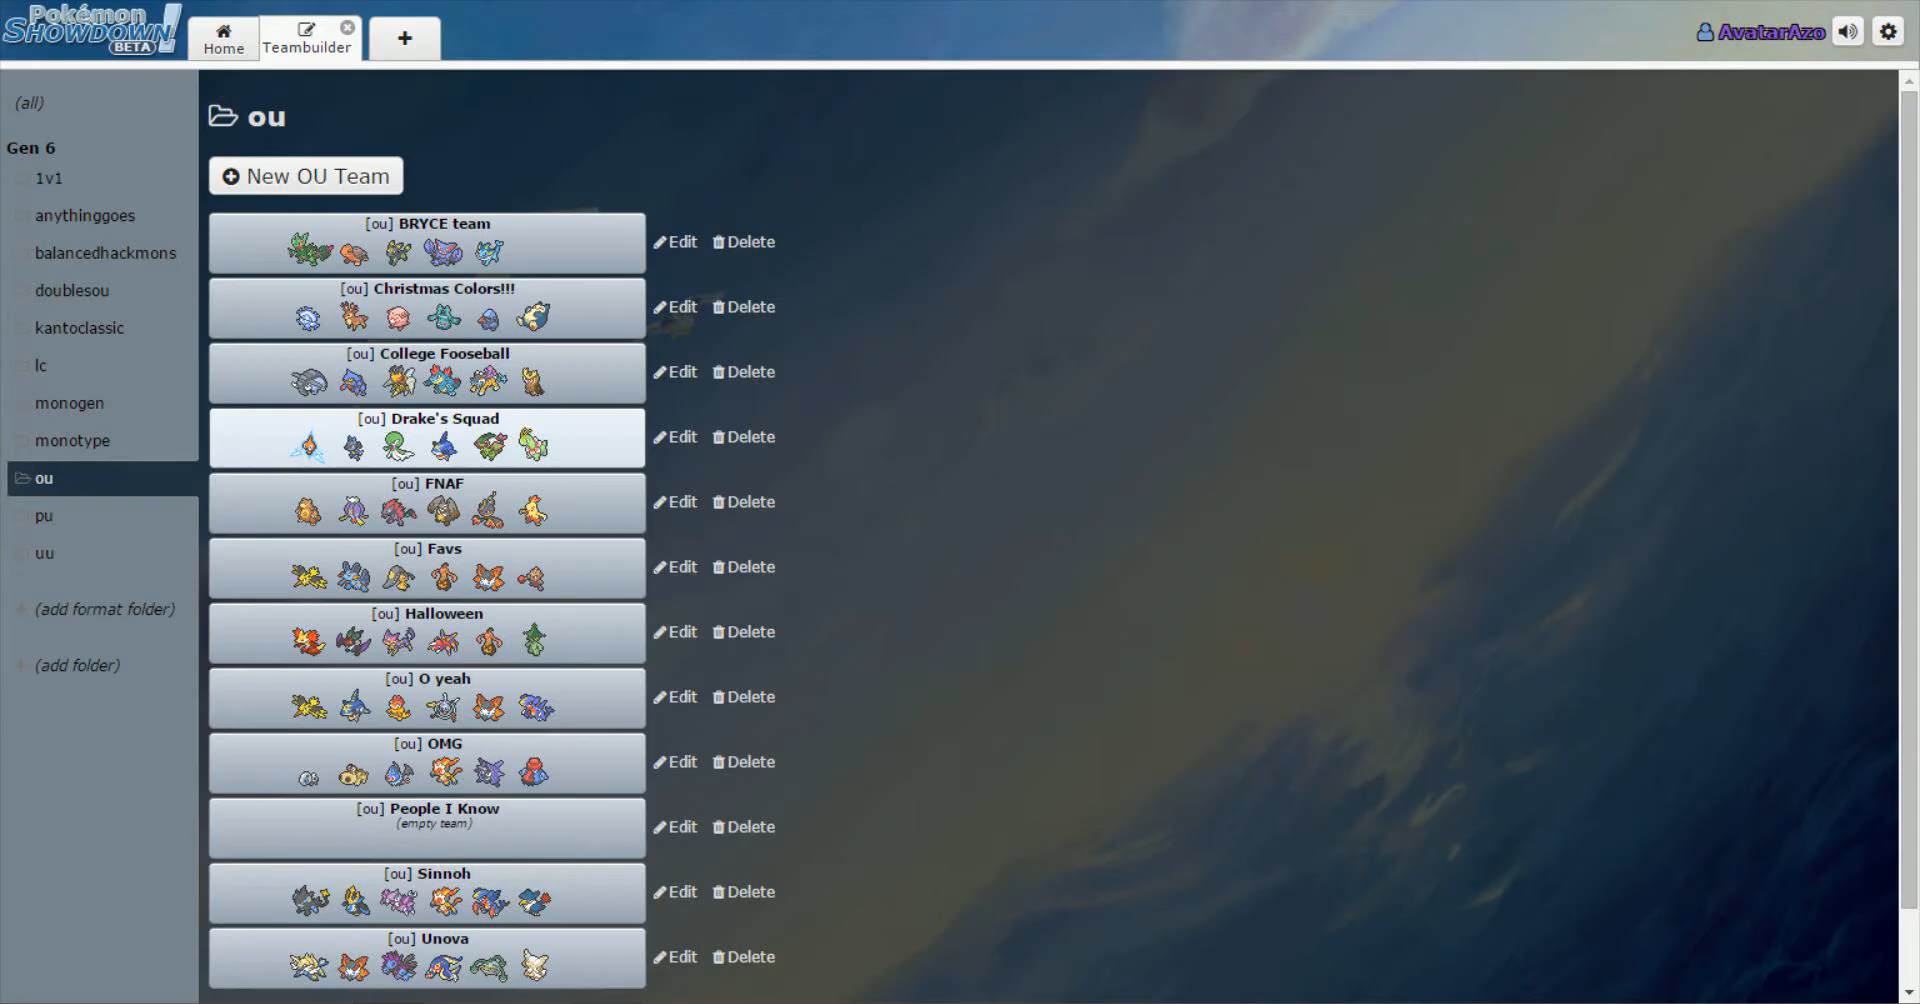 Pokémon
SHOWDOWN!
BETA
Home
Teambuilder
+
AvatarAzo
(all)
Gen 6
1v1
anythinggoes
balancedhackmons
doublesou
kantoclassic
lc
monogen
monotype
ou
pu
uu
(add format folder)
(add folder)
ou
New OU Team
[ou] BRYCE team
Edit Delete
[ou] Christmas Colors!!!
Edit Delete
[ou] College Fooseball
Edit Delete
[ou] Drake's Squad
Edit Delete
[ou] FNAF
Edit Delete
[ou] Favs
Edit Delete
[ou] Halloween
Edit Delete
[ou] O yeah
Edit Delete
[ou] OMG
Edit Delete
[ou] People I Know
(empty team)
Edit Delete
[ou] Sinnoh
Edit Delete
[ou] Unova
Edit Delete